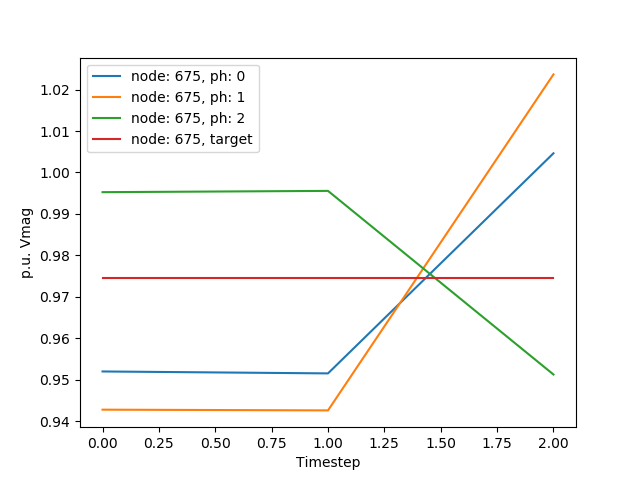 node: 675, ph: 0
node: 675, ph: 1
node: 675, ph: 2
node: 675, target
1.02
1.01
1.00
0.99
0.98
0.97
0.96
0.95
0.94
p.u. Vmag
0.00 0.25 0.50 0.75 1.00 1.25 1.50 1.75 2.00
Timestep